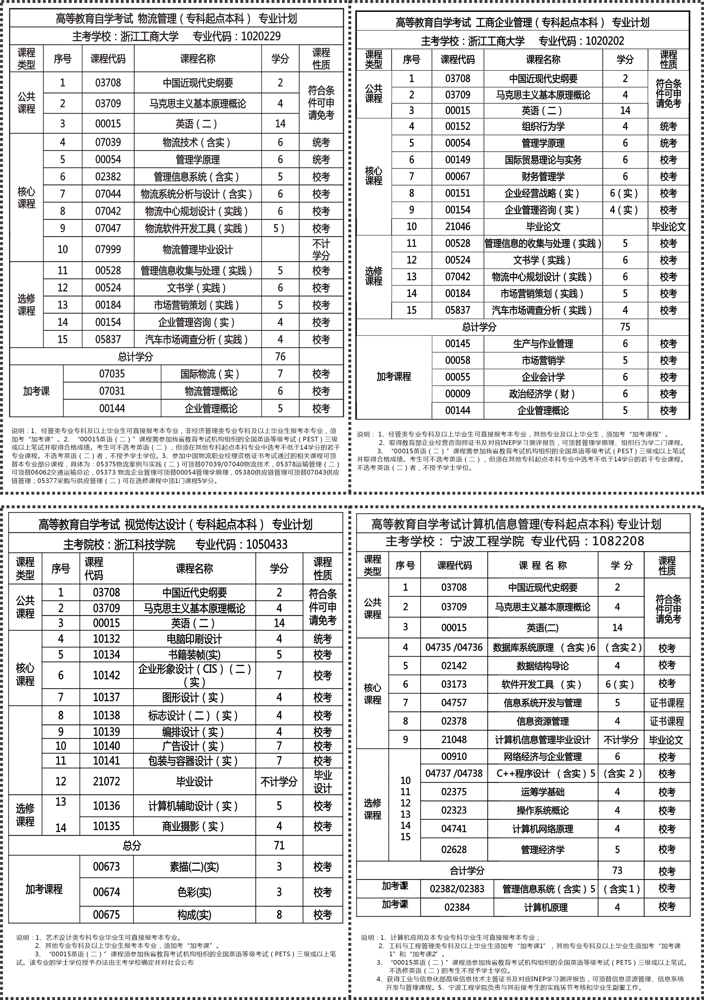 高等教育自学考试 物流管理（专科起点本科） 专业计划
主考学校：浙江工商大学 专业代码：1020229
课程类型 序号 课程代码 课程名称 学分 课程性质
公共课程
1 03708 中国近现代史纲要 2
2 03709 马克思主义基本原理概论 4
3 00015 英语（二） 14
符合条件可申请免考
核心课程
4 07039 物流技术（含实） 6 统考
5 00054 管理学原理 6 统考
6 02382 管理信息系统（含实） 5 校考
7 07044 物流系统分析与设计（含实） 6 校考
8 07042 物流中心规划设计（实践） 6 校考
9 07047 物流软件开发工具（实践） 5） 校考
10 07999 物流管理毕业设计 不计学分
选修课程
11 00528 管理信息收集与处理（实践） 5 校考
12 00524 文书学（实践） 6 校考
13 00184 市场营销策划（实践） 5 校考
14 00154 企业管理咨询（实） 4 校考
15 05837 汽车市场调查分析（实践） 4 校考
总计学分 76
加考课
07035 国际物流（实） 7 校考
07031 物流管理概论 6 校考
00144 企业管理概论 5 校考
说明：1、经管类专业专科及以上毕业生可直接报考本专业，非经济管理类专业专科及以上毕业生报考本专业，须
加考“加考课”。2、“00015英语（二）”课程需参加我省教育考试机构组织的全国英语等级考试（PEST）三级
或以上笔试并取得合格成绩。考生可不选考英语（二），但须在其他专科起点本科专业中选考不低于14学分的若干
专业课程。不选考英语（二）者，不授予学士学位。3、参加中国物流职业经理资格证书考试通过的相关课程可顶
替本专业部分课程，具体为：05375物流案例与实践（二）可顶替07039/07040物流技术，05378运输管理（二）
可顶替06062交通运输总论，05373 物流企业管理可顶替00054管理学原理，05380供应链管理可顶替07043供应
链管理；05377采购与供应管理（二）可在选修课程中顶1门课程5学分。
高等教育自学考试 工商企业管理（专科起点本科） 专业计划
主考学校：浙江工商大学 专业代码：1020202
课程类型 序号 课程代码 课程名称 学分 课程性质
公共课程
1 03708 中国近现代史纲要 2
2 03709 马克思主义基本原理概论 4
3 00015 英语（二） 14
符合条件可申请免考
核心课程
4 00152 组织行为学 4 统考
5 00054 管理学原理 6 统考
6 00149 国际贸易理论与实务 6 校考
7 00067 财务管理学 6 校考
8 00151 企业经营战略（实） 6（实） 校考
9 00154 企业管理咨询（实） 4（实） 校考
10 21046 毕业论文 毕业论文
选修课程
11 00528 管理信息的收集与处理（实践） 5 校考
12 00524 文书学（实践） 6 校考
13 07042 物流中心规划设计（实践） 6 校考
14 00184 市场营销策划（实践） 5 校考
15 05837 汽车市场调查分析（实践） 4 校考
总计学分 75
加考课程
00145 生产与作业管理 6 校考
00058 市场营销学 5 校考
00055 企业会计学 6 校考
00009 政治经济学（财） 6 校考
00144 企业管理概论 5 校考
说明： 1、经管类专业专科及以上毕业生可直接报考本专业，其他专业及以上毕业生，须加考“加考课程”。
2、取得教育部企业经营咨询师证书及对应INEP学习测评报告，可顶替管理学原理、组织行为学二门课程。
3、“00015英语（二）”课程需参加我省教育考试机构组织的全国英语等级考试（PEST）三级或以上笔试
并取得合格成绩。考生可不选考英语（二），但须在其他专科起点本科专业中选考不低于14学分的若干专业课程。
不选考英语（二）者，不授予学士学位。
高等教育自学考试 视觉传达设计（专科起点本科） 专业计划
主考院校：浙江科技学院 专业代码：1050433
课程类型 序号 课程代码 课程名称 学分 课程性质
公共课程
1 03708 中国近代史纲要 2
2 03709 马克思主义基本原理概论 4
3 00015 英语（二） 14
符合条件可申请免考
核心课程
4 10132 电脑印刷设计 4 统考
5 10134 书籍装帧(实) 5 校考
6 10142 企业形象设计（CIS）（二）（实） 7 校考
7 10137 图形设计（实） 4 校考
8 10138 标志设计（二）（实） 4 校考
9 10139 编排设计（实） 4 校考
10 10140 广告设计（实） 7 校考
11 10141 包装与容器设计（实） 7 校考
12 21072 毕业设计 不计学分 毕业设计
选修课程
13 10136 计算机辅助设计（实） 5 校考
14 10135 商业摄影（实） 4 校考
总分 71
加考课程
00673 素描(二)(实) 3 校考
00674 色彩(实) 3 校考
00675 构成(实) 8 校考
说明：1、艺术设计类专科专业毕业生可直接报考本专业。
2、其他专业专科及以上毕业生报考本专业，须加考“加考课”。
3、“00015英语（二）”课程须参加我省教育考试机构组织的全国英语等级考试（PETS）三级或以上笔
试。该专业的学士学位授予办法由主考学校确定并对社会公布
高等教育自学考试计算机信息管理(专科起点本科) 专业计划
主考学校： 宁波工程学院 专业代码：1082208
课程类型 序号 课程代码 课 程 名 称 学 分 课程性质
公共课程
1 03708 中国近现代史纲要 2
2 03709 马克思主义基本原理概论 4
3 00015 英语(二) 14
符合条件可申请免考
核心课程
4 04735 /04736 数据库系统原理 （含实）6 （含实 2） 校考
5 02142 数据结构导论 4 校考
6 03173 软件开发工具 （实） 6（实） 校考
7 04757 信息系统开发与管理 5 证书课程
8 02378 信息资源管理 4 证书课程
9 21048 计算机信息管理毕业设计 不计学分 毕业论文
选修课程
10
11
12
13
14
15
00910 网络经济与企业管理 6 校考
04737 /04738 C++程序设计 （含实）5 （含实 2 ） 校考
02375 运筹学基础 4 校考
02323 操作系统概论 4 校考
04741 计算机网络原理 4 校考
02628 管理经济学 5 校考
合计学分 73 校考
加考课 02382/02383 管理信息系统（含实）5 （含实 1） 校考
加考课 02384 计算机原理 4 校考
说明：1、计算机应用及本专业专科毕业生可直接报考本专业；
2、工科与工程管理类专科及以上毕业生须加考“加考课1”，其他专业专科及以上毕业生须加考“加考课
1”和“加考课2”。
3、“00015英语（二）”课程须参加我省教育考试机构组织的全国英语等级考试（PETS）三级或以上笔试。
不选修英语（二）的考生不授予学士学位。
4、获得工业与信息化部高级信息技术主管证书及对应INEP学习测评报告，可顶替信息资源管理、信息系统
开发与管理课程。5、宁波工程学院负责与其衔接考生的实践环节考核和毕业生副署工作。